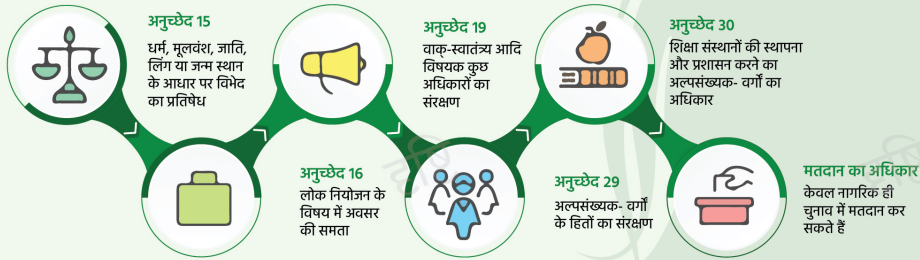 अनुच्छेद 15
धर्म, मूलवंश, जाति,
लिंग या जन्म स्थान
के आधार पर विभेद
का प्रतिषेध
अनुच्छेद 16
लोक नियोजन के
विषय में अवसर
की समता
अनुच्छेद 19
वाक्-स्वातंत्र्य आदि
विषयक कुछ
अधिकारों का
संरक्षण
अनुच्छेद 29
अल्पसंख्यक- वर्गों
के हितों का संरक्षण
अनुच्छेद 30
शिक्षा संस्थानों की स्थापना
और प्रशासन करने का
अल्पसंख्यक- वर्गों का
अधिकार
मतदान का अधिकार
केवल नागरिक ही
चुनाव में मतदान कर
सकते हैं